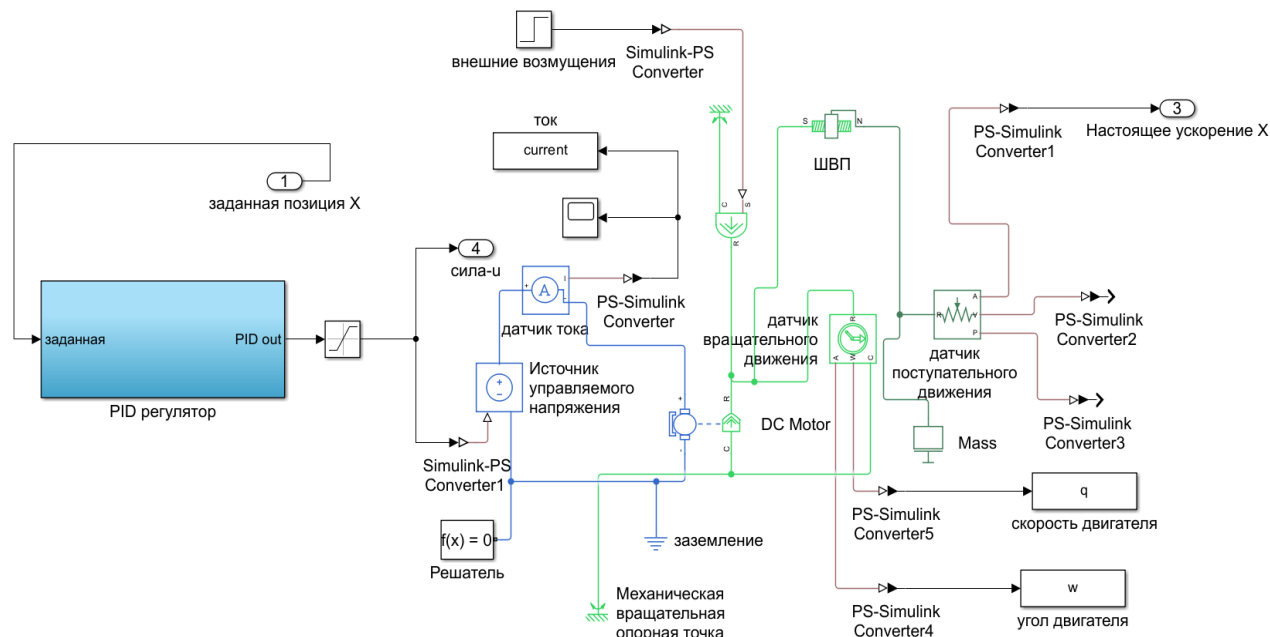 внешние возмущения
Simulink-PS
Converter
ток
current
1
заданная позиция X
4
сила-u
заданная
PID out
PID регулятор
A
+
-
I
датчик тока
PS-Simulink
Converter
Источник
управляемого
напряжения
+
−
Simulink-PS
Converter1
f(x) = 0
Решатель
заземление
Механическая
вращательная
опорная точка
C
S
R
S
N
ШВП
R
C
+
-
DC Motor
датчик
вращательного
движения
R
A
W
C
R
A
V
P
датчик
поступательного
движения
Mass
PS-Simulink
Converter1
3
Настоящее ускорение X
PS-Simulink
Converter2
PS-Simulink
Converter3
PS-Simulink
Converter5
q
скорость двигателя
PS-Simulink
Converter4
w
угол двигателя